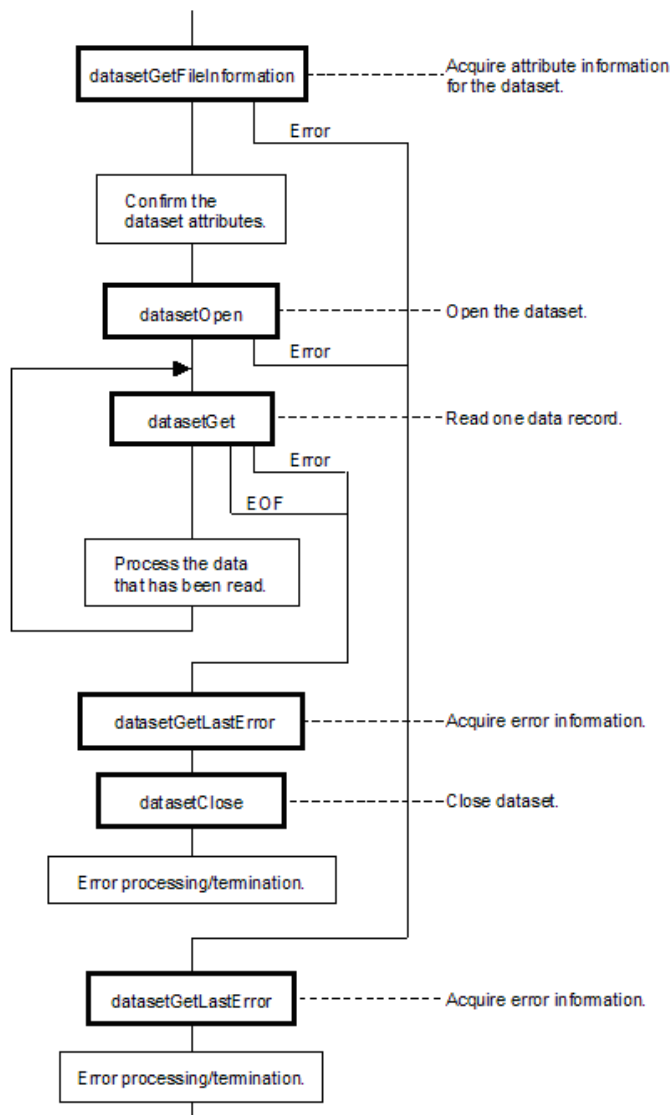 datasetGetFileInformation
Acquire attribute information
for the dataset.
Error
Confirm the
dataset attributes.
datasetOpen
Open the dataset.
Error
datasetGet
Read one data record.
Error
EOF
Process the data
that has been read.
datasetGetLastError
Acquire error information.
datasetClose
Close dataset.
Error processing/termination.
datasetGetLastError
Acquire error information.
Error processing/termination.